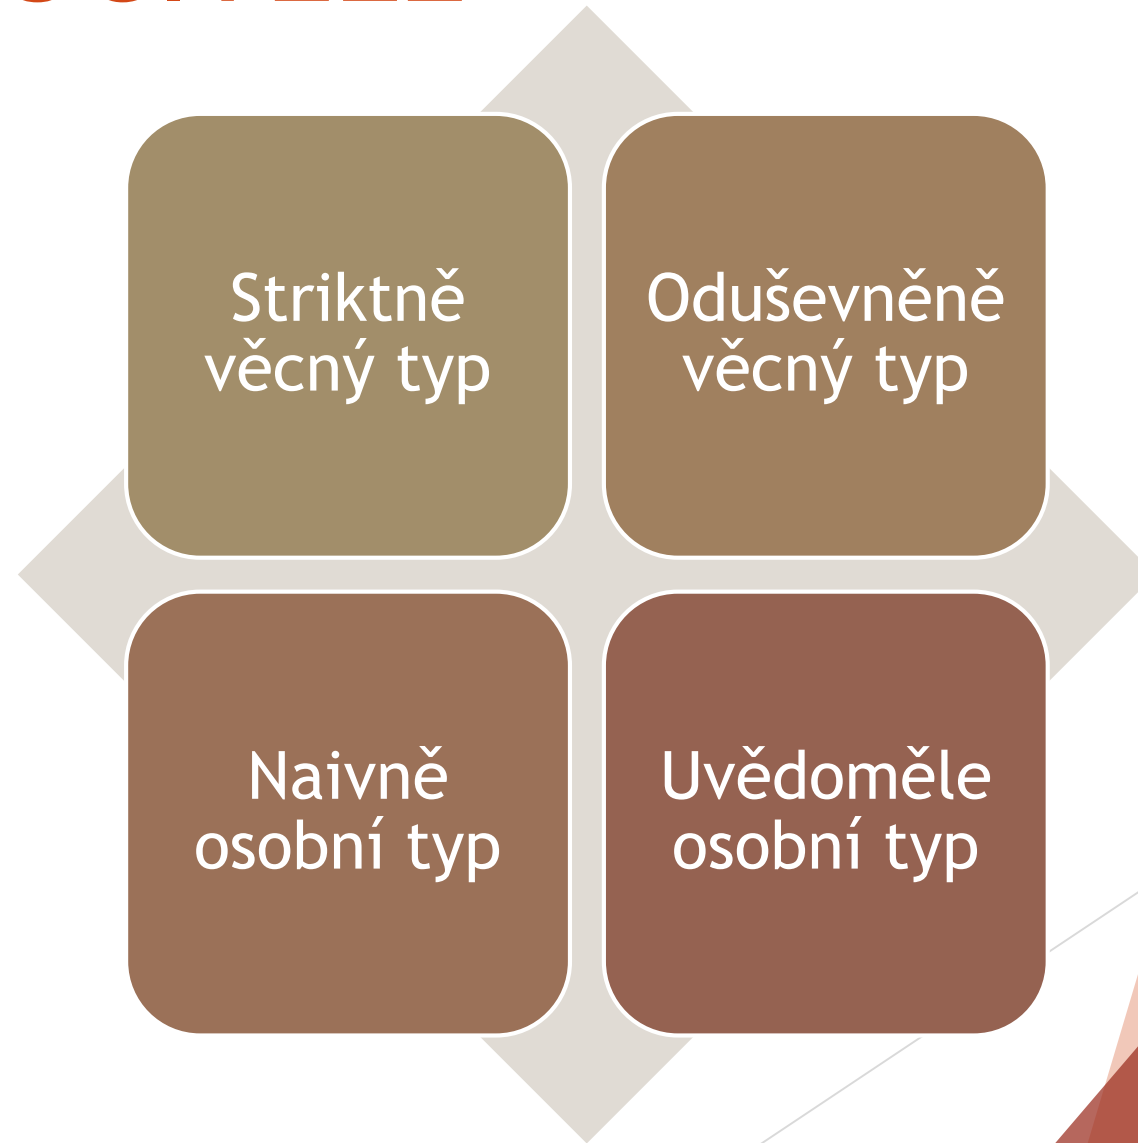 Striktně
věcný typ
Oduševněně
věcný typ
Naivně
osobní typ
Uvědoměle
osobní typ